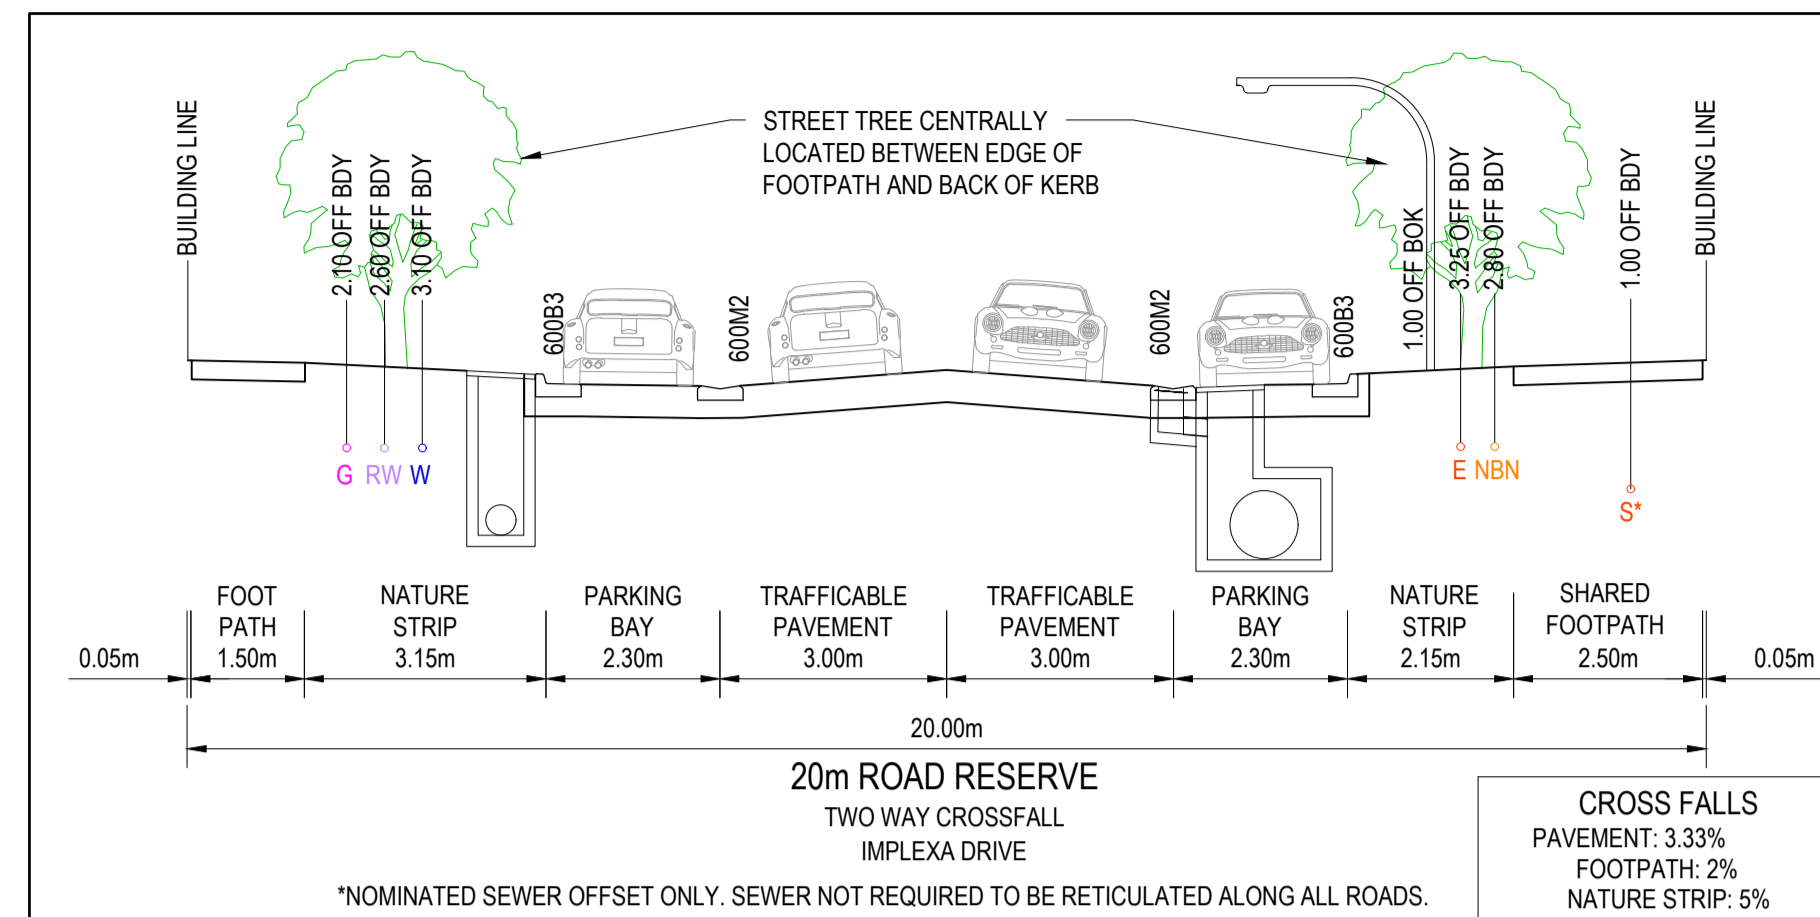 STREET TREE CENTRALLY
LOCATED BETWEEN EDGE OF
FOOTPATH AND BACK OF KERB
BUILDING LINE
2.10 OFF BDY
2.60 OFF BDY
3.10 OFF BDY
600B3
600M2
600M2
600B3
1.00 OFF BOK
3.25 OFF BDY
2.80 OFF BDY
1.00 OFF BDY
BUILDING LINE
G RW W
E NBN
S*
FOOT
PATH
1.50m
NATURE
STRIP
3.15m
PARKING
BAY
2.30m
TRAFFICABLE
PAVEMENT
3.00m
TRAFFICABLE
PAVEMENT
3.00m
PARKING
BAY
2.30m
NATURE
STRIP
2.15m
SHARED
FOOTPATH
2.50m
0.05m
0.05m
20.00m
20m ROAD RESERVE
TWO WAY CROSSFALL
IMPLEXA DRIVE
*NOMINATED SEWER OFFSET ONLY. SEWER NOT REQUIRED TO BE RETICULATED ALONG ALL ROADS.
CROSS FALLS
PAVEMENT: 3.33%
FOOTPATH: 2%
NATURE STRIP: 5%